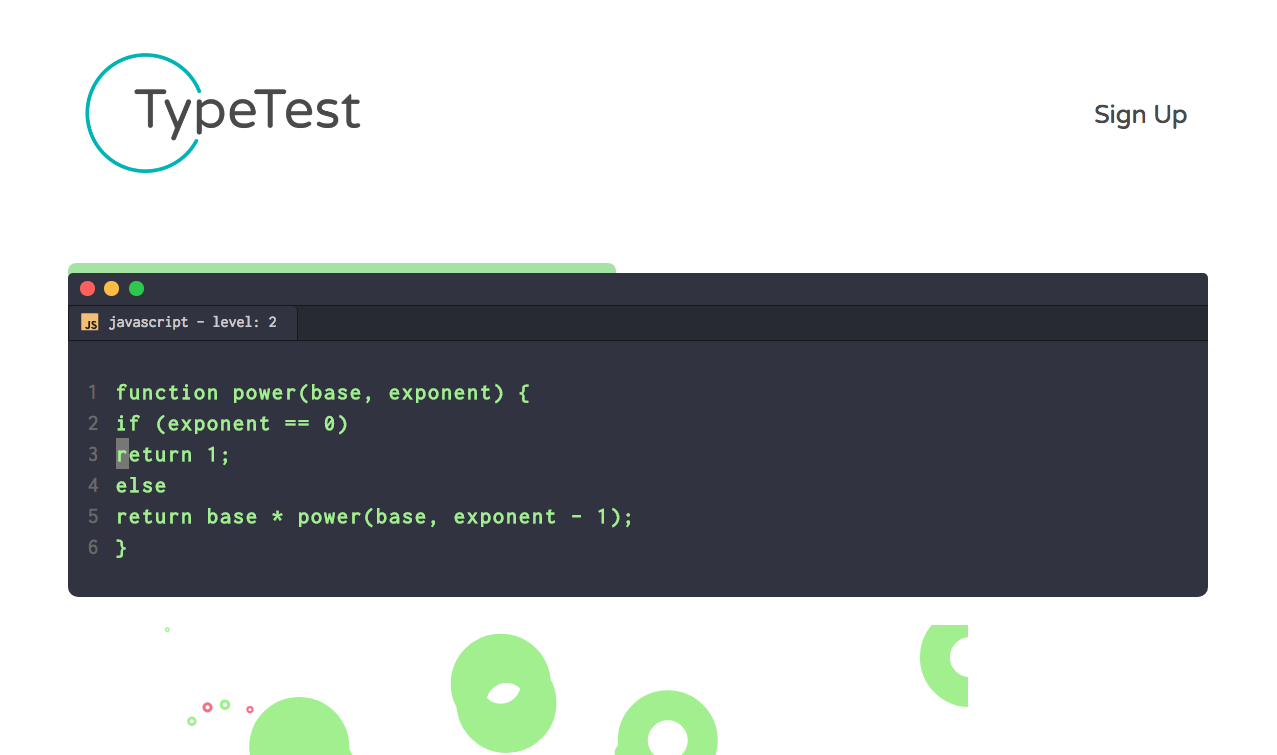 TypeTest
Sign Up
JS javascript - level: 2
1 function power(base, exponent) {
2 if (exponent == 0)
3 return 1;
4 else
5 return base * power(base, exponent - 1);
6 }